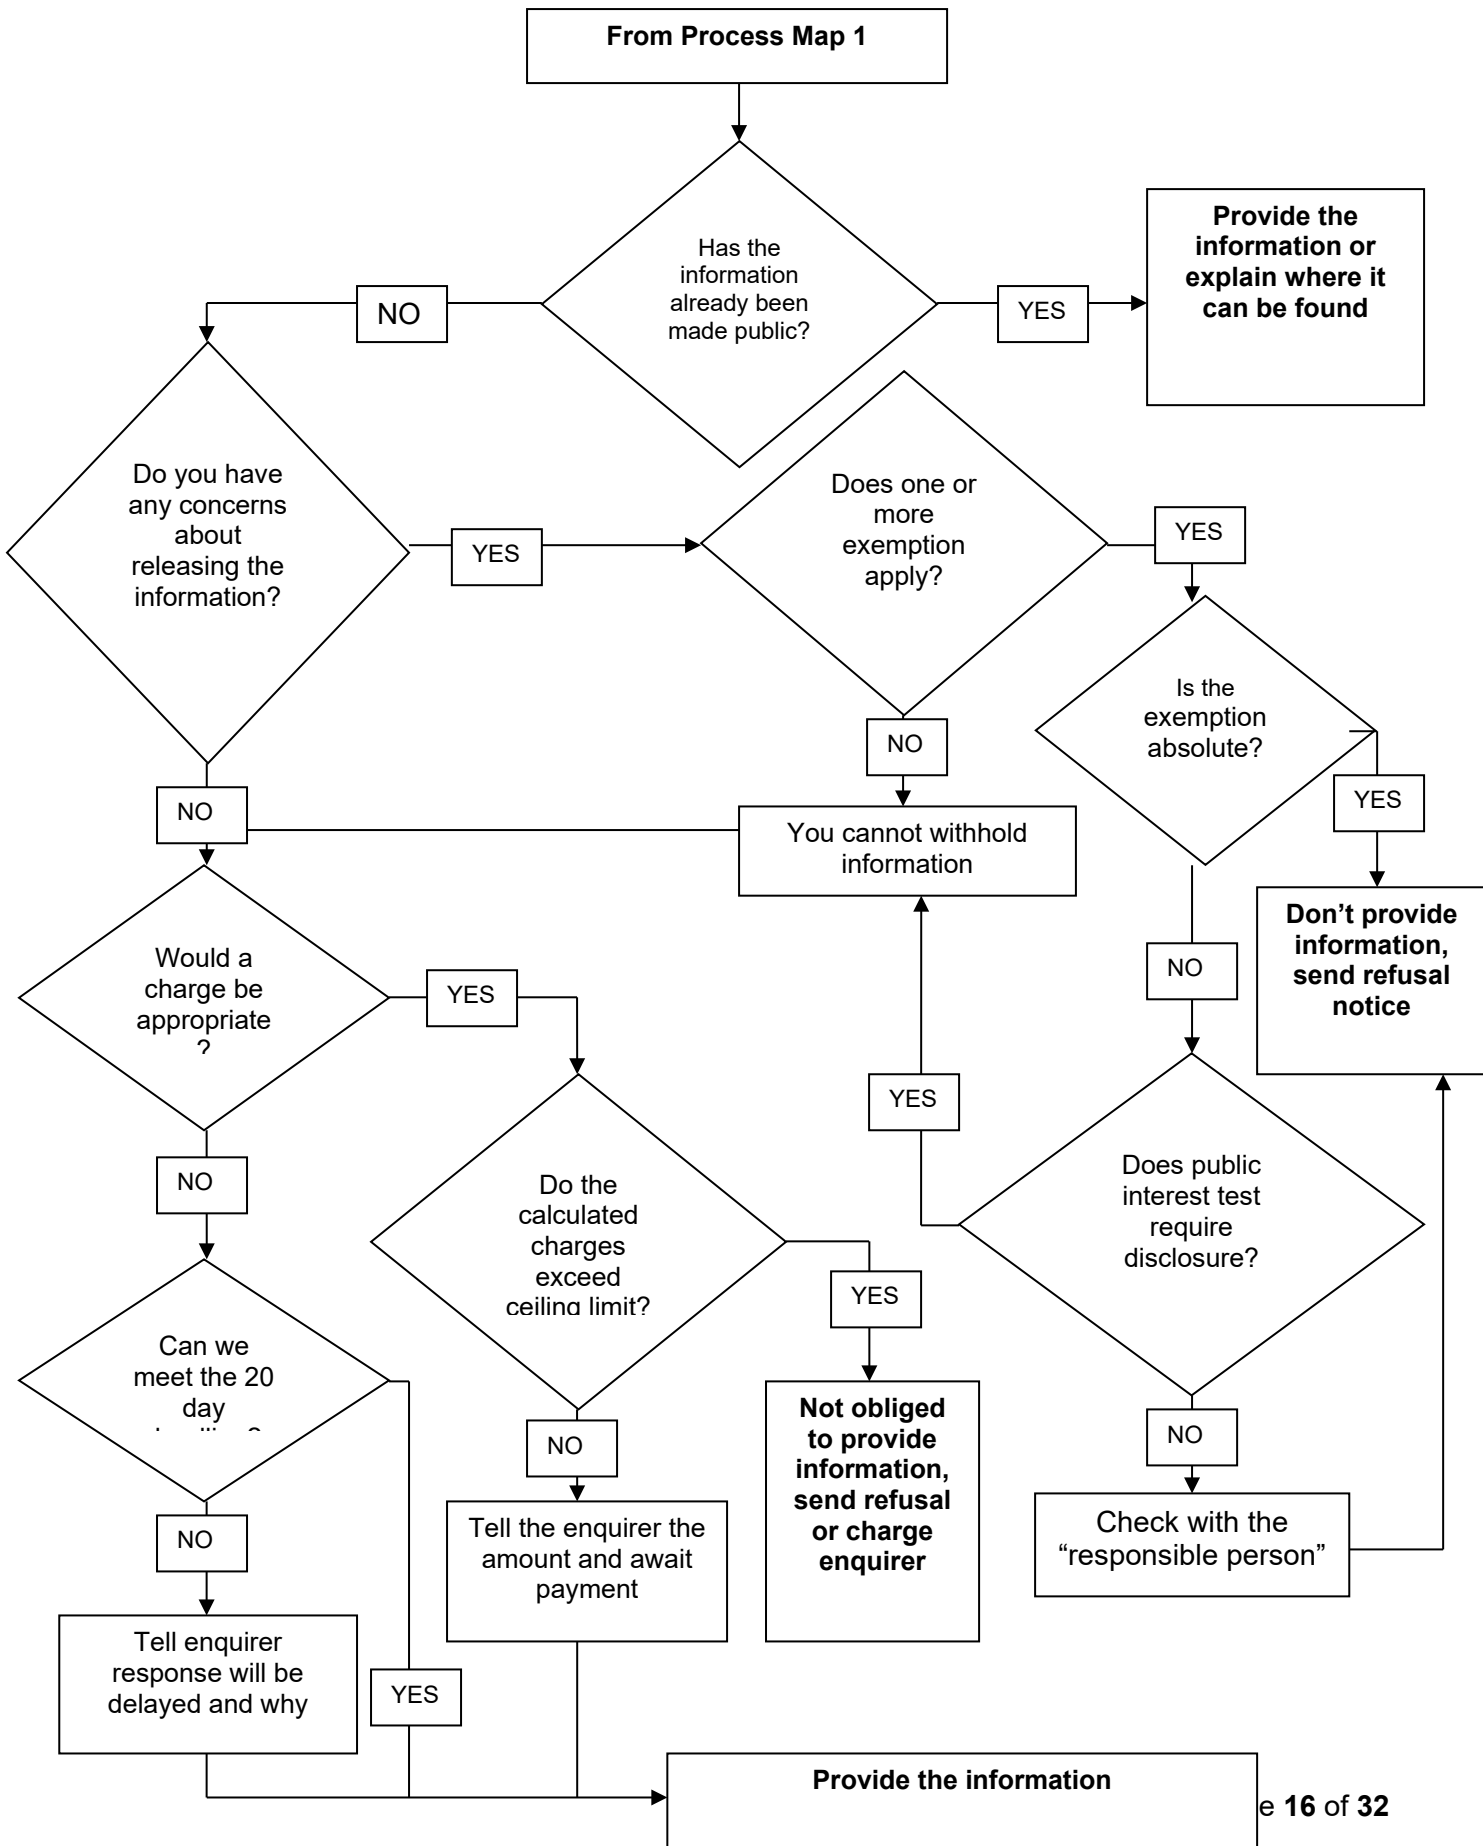 From Process Map 1
Has the
information
already been
made public?
NO
YES
Provide the
information or
explain where it
can be found
Do you have
any concerns
about
releasing the
information?
YES
Does one or
more
exemption
apply?
YES
Is the
exemption
absolute?
NO
YES
NO
You cannot withhold
information
Don’t provide
information,
send refusal
notice
Would a
charge be
appropriate
?
YES
NO
YES
Does public
interest test
require
disclosure?
NO
Do the
calculated
charges
exceed
ceiling limit?
YES
Can we
meet the 20
day
NO
Not obliged
to provide
information,
send refusal
or charge
enquirer
NO
Check with the
“responsible person”
NO
Tell the enquirer the
amount and await
payment
Tell enquirer
response will be
delayed and why
YES
Provide the information
e 16 of 32